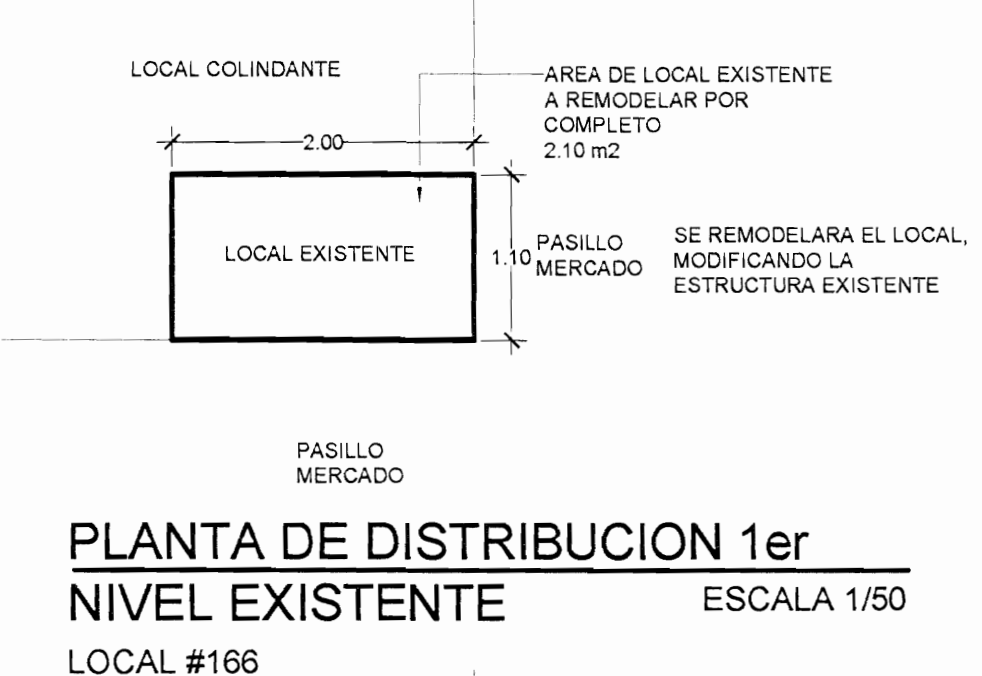 LOCAL COLINDANTE
AREA DE LOCAL EXISTENTE
A REMODELAR POR
COMPLETO
2.10 m2
2.00
LOCAL EXISTENTE
1.10
PASILLO
MERCADO
SE REMODELARA EL LOCAL,
MODIFICANDO LA
ESTRUCTURA EXISTENTE
PASILLO
MERCADO
PLANTA DE DISTRIBUCION 1er
NIVEL EXISTENTE
ESCALA 1/50
LOCAL #166